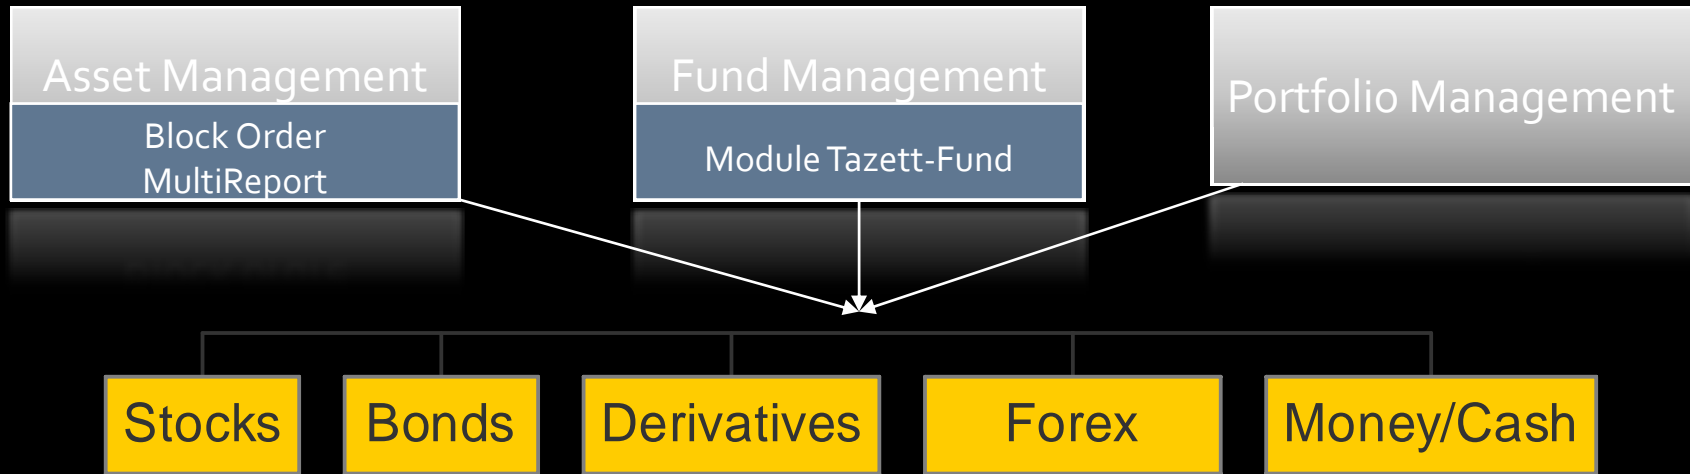 Asset Management
Block Order
MultiReport
Fund Management
Module Tazett-Fund
Portfolio Management
Stocks
Bonds
Derivatives
Forex
Money/Cash